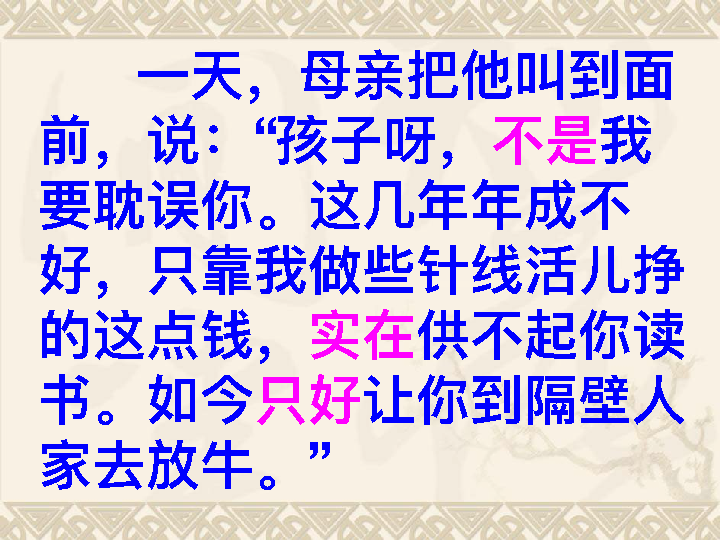 一天，母亲把他叫到面
前，说：“孩子呀，不是我
要耽误你。这几年年成不
好，只靠我做些针线活儿挣
的这点钱，实在供不起你读
书。如今只好让你到隔壁人
家去放牛。”